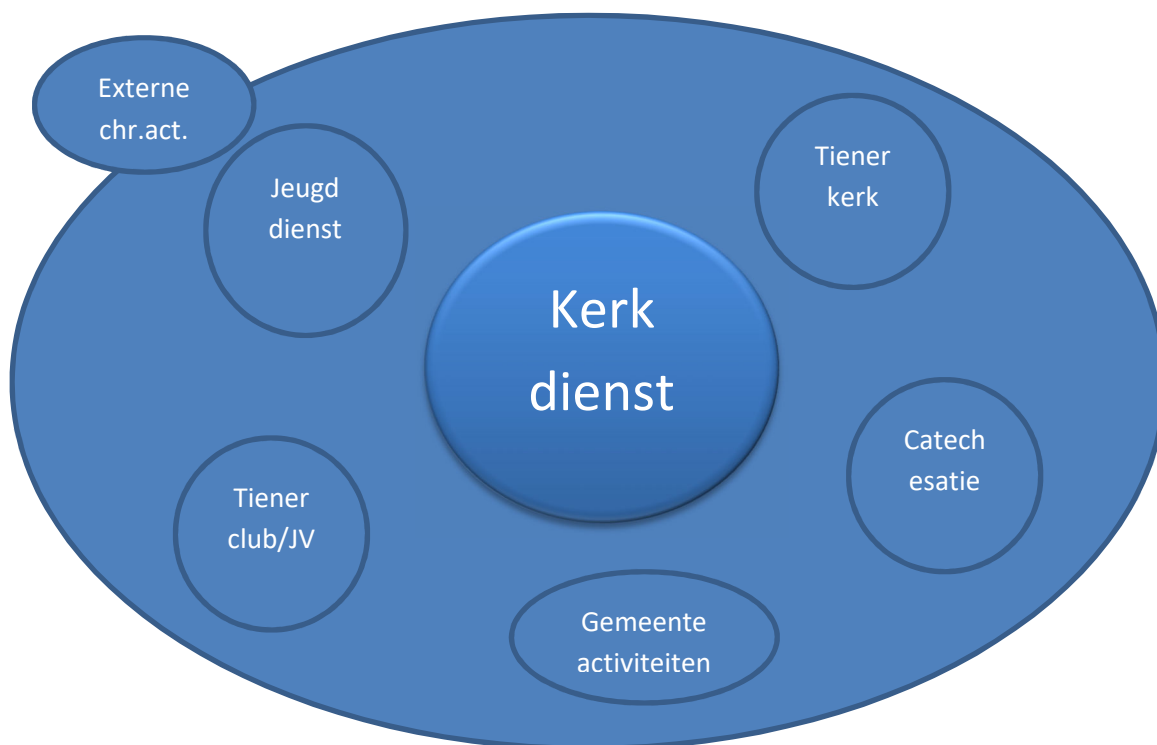 Externe
chr.act.
Jeugd
dienst
Tiener
kerk
Kerk
dienst
Catech
esatie
Tiener
club/JV
Gemeente
activiteiten